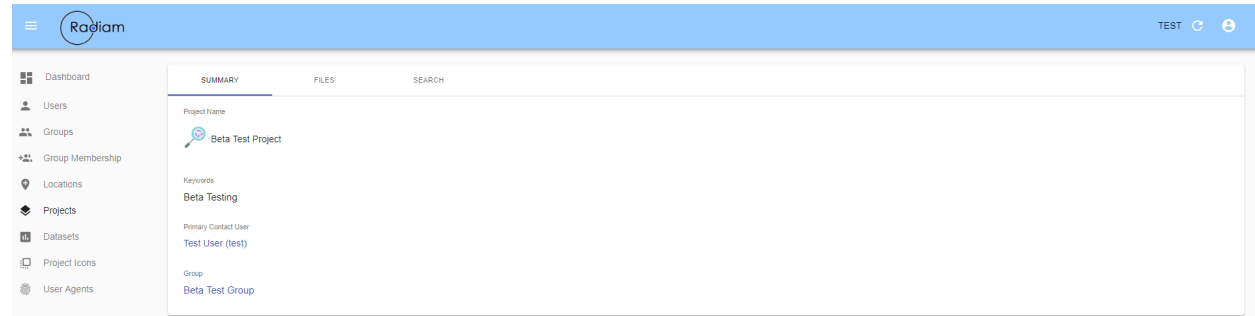 Radiam
TEST
Dashboard
Users
Groups
Group Membership
Locations
Projects
Datasets
Project Icons
User Agents
SUMMARY FILES SEARCH
Project Name
Beta Test Project
Keywords
Beta Testing
Primary Contact User
Test User (test)
Group
Beta Test Group